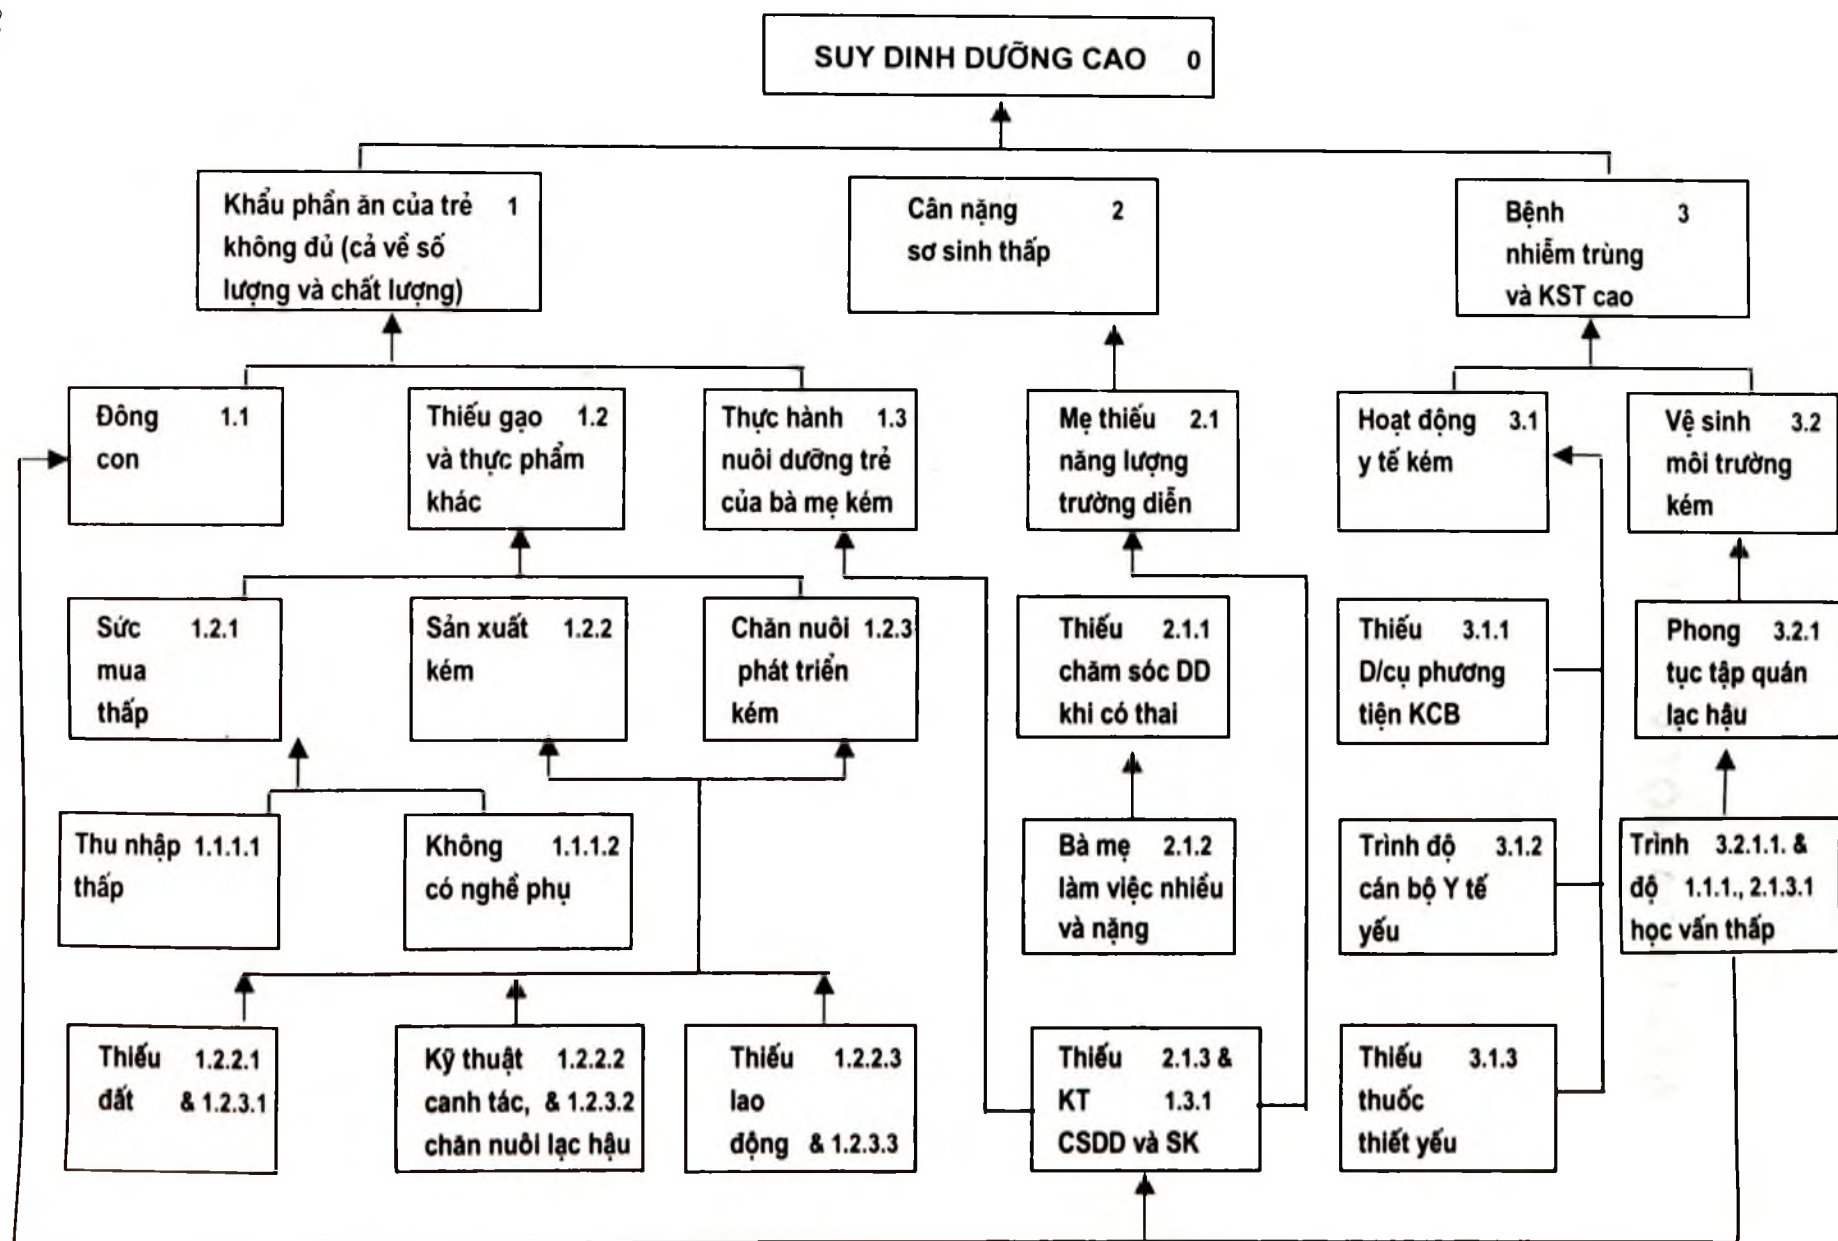 SUY DINH DƯỠNG CAO 0
Khẩu phần ăn của trẻ 1
không đủ (cả về số
lượng và chất lượng)
Cân nặng 2
sơ sinh thấp
Bệnh 3
nhiễm trùng
và KST cao
Đông 1.1
con
Thiếu gạo 1.2
và thực phẩm
khác
Thực hành 1.3
nuôi dưỡng trẻ
của bà mẹ kém
Mẹ thiếu 2.1
năng lượng
trường diễn
Hoạt động 3.1
y tế kém
Vệ sinh 3.2
môi trường
kém
Sức 1.2.1
mua
thấp
Sản xuất 1.2.2
kém
Chăn nuôi 1.2.3
phát triển
kém
Thiếu 2.1.1
chăm sóc DD
khi có thai
Thiếu 3.1.1
D/cụ phương
tiện KCB
Phong 3.2.1
tục tập quán
lạc hậu
Thu nhập 1.1.1.1
thấp
Không 1.1.1.2
có nghề phụ
Bà mẹ 2.1.2
làm việc nhiều
và nặng
Trình độ 3.1.2
cán bộ Y tế
yếu
Trình 3.2.1.1. &
độ 1.1.1., 2.1.3.1
học vấn thấp
Thiếu 1.2.2.1
đất & 1.2.3.1
Kỹ thuật 1.2.2.2
canh tác, & 1.2.3.2
chăn nuôi lạc hậu
Thiếu 1.2.2.3
lao
động & 1.2.3.3
Thiếu 2.1.3 &
KT 1.3.1
CSDD và SK
Thiếu 3.1.3
thuốc
thiết yếu